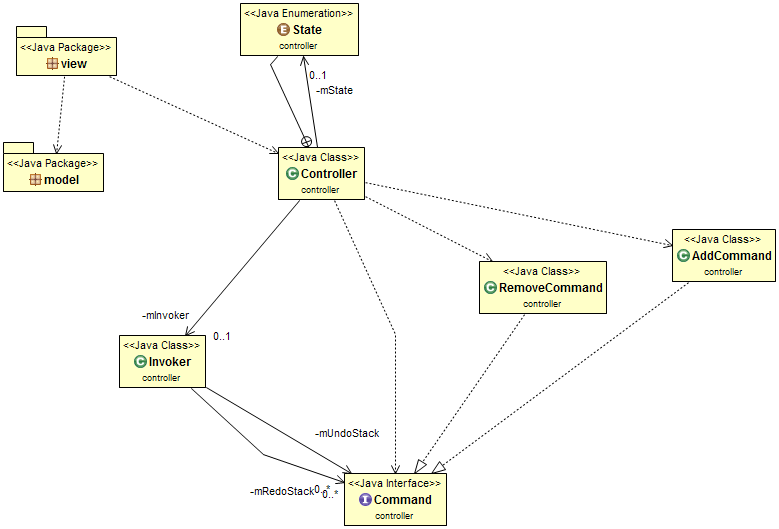 <<Java Enumeration>>
E State
controller
<<Java Package>>
view
0..1
-mState
<<Java Package>>
model
<<Java Class>>
C Controller
controller
<<Java Class>>
C AddCommand
controller
<<Java Class>>
C RemoveCommand
controller
-mInvoker
0..1
<<Java Class>>
C Invoker
controller
-mUndoStack
-mRedoStack
0..*
0..*
<<Java Interface>>
I Command
controller